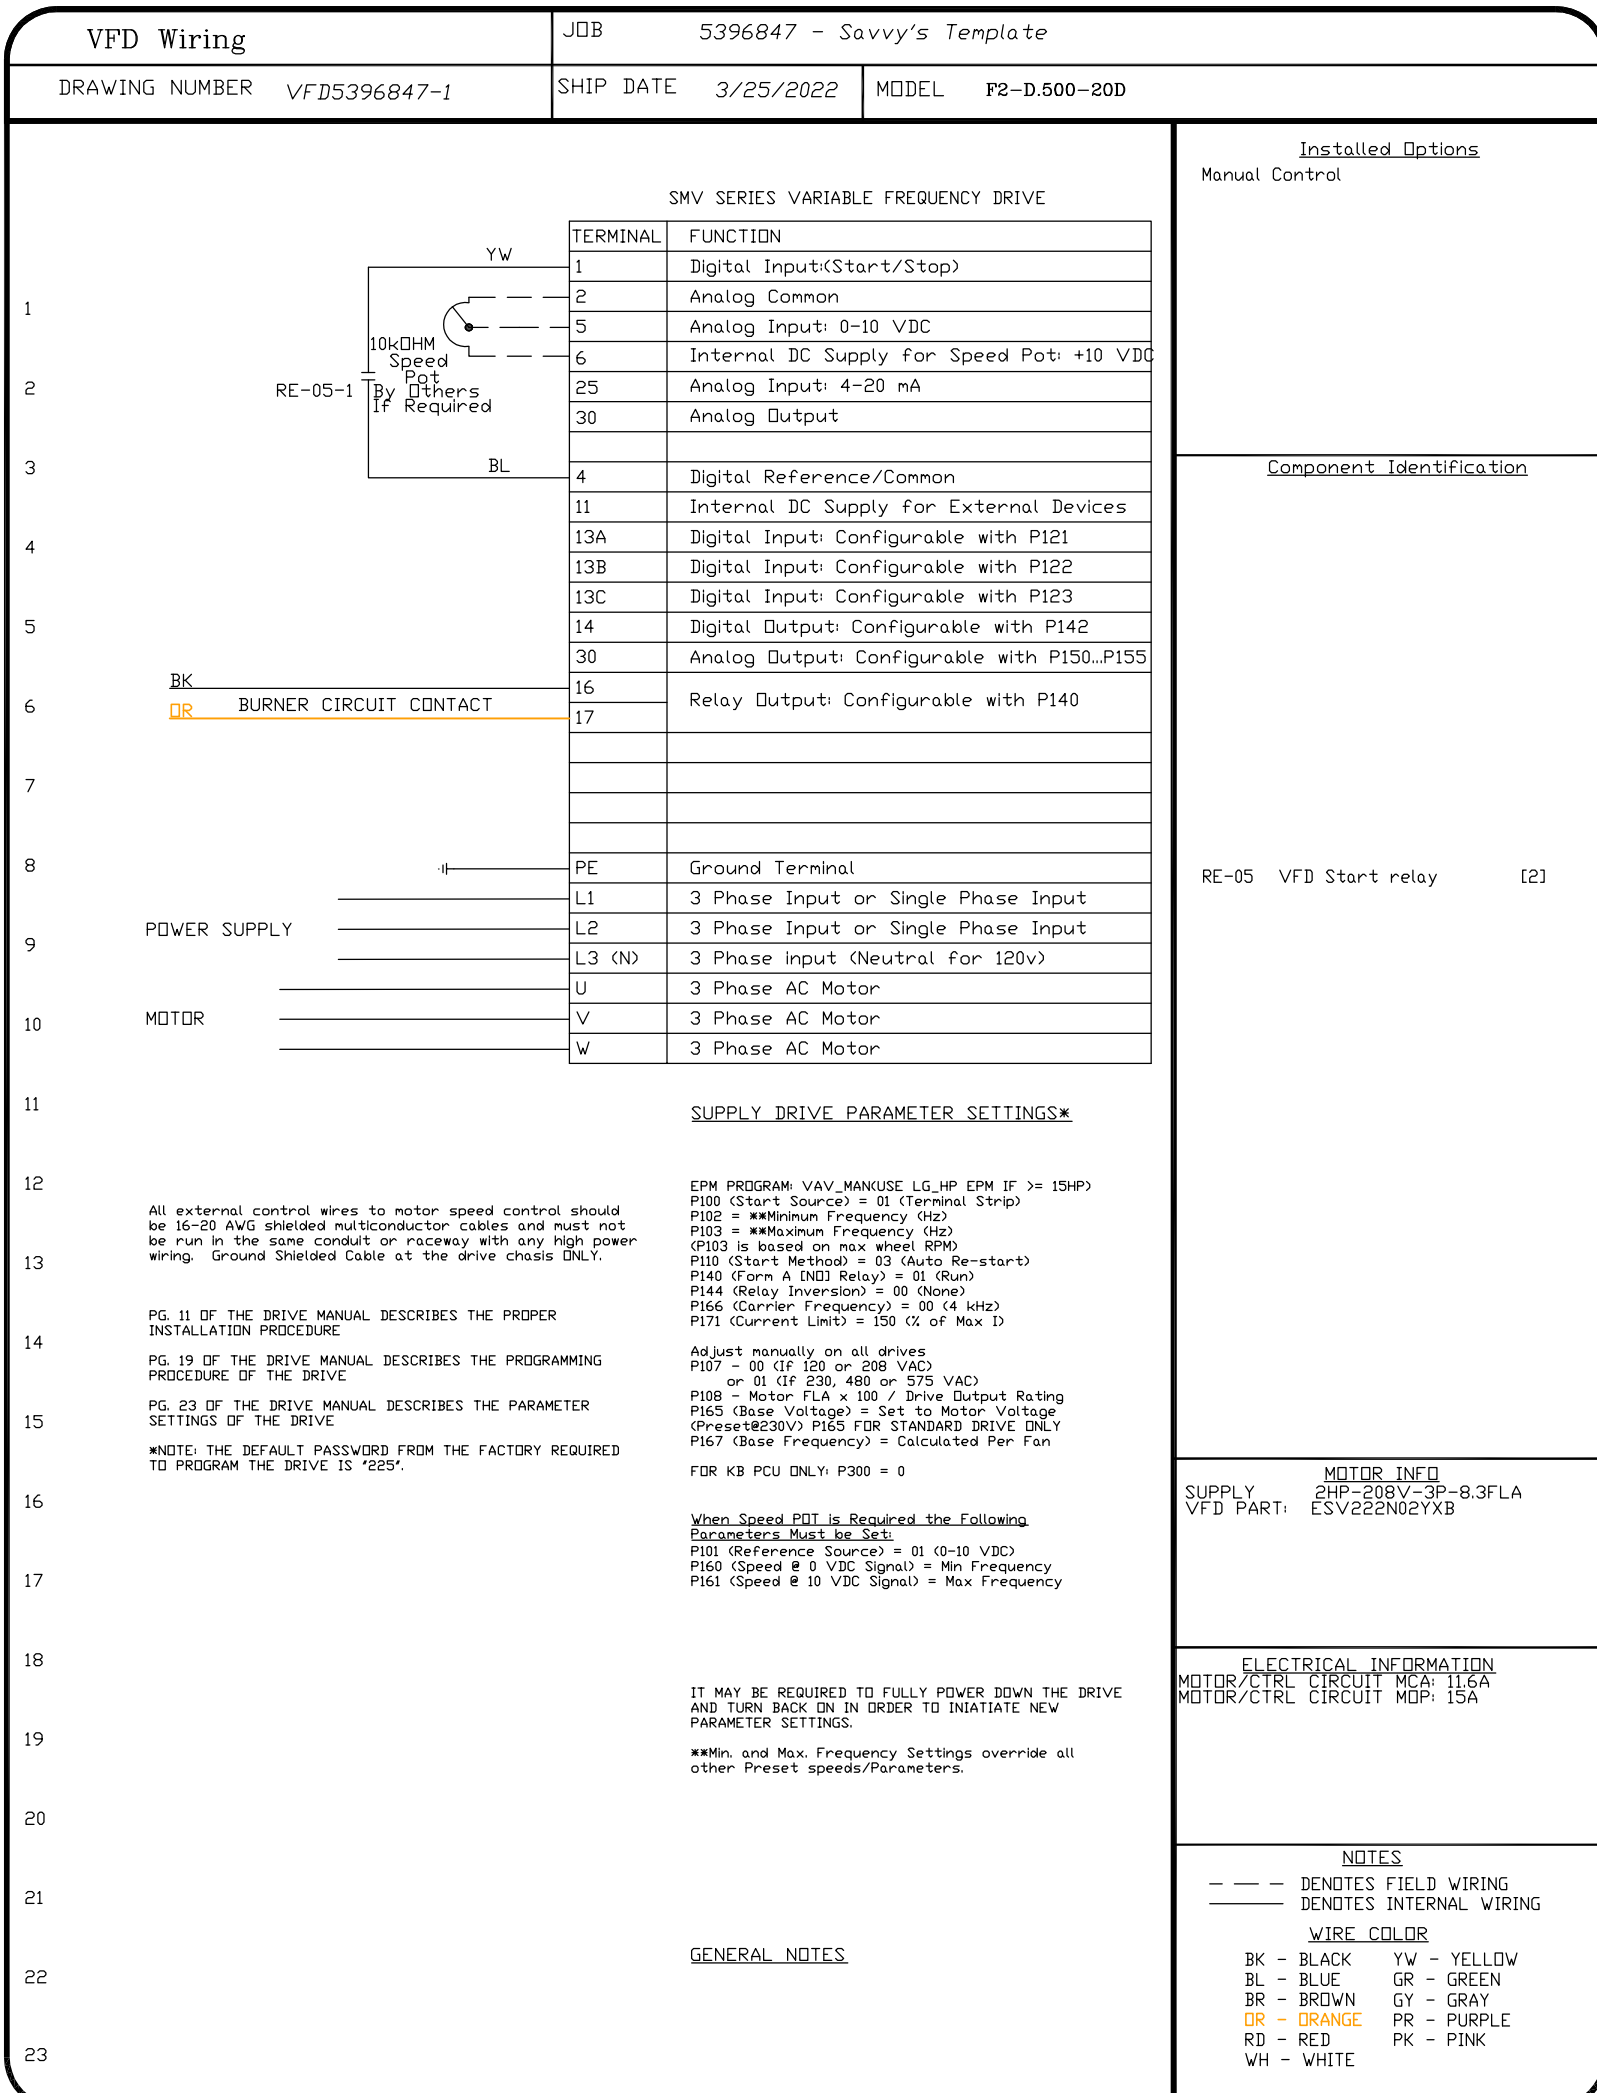 VFD Wiring
JOB 5396847 - Savvy's Template
DRAWING NUMBER VFD5396847-1
SHIP DATE 3/25/2022
MODEL F2-D.500-20D
SMV SERIES VARIABLE FREQUENCY DRIVE
TERMINAL FUNCTION
1 Digital Input:(Start/Stop)
2 Analog Common
5 Analog Input: 0-10 VDC
6 Internal DC Supply for Speed Pot: +10 VDC
25 Analog Input: 4-20 mA
30 Analog Output
4 Digital Reference/Common
11 Internal DC Supply for External Devices
13A Digital Input: Configurable with P121
13B Digital Input: Configurable with P122
13C Digital Input: Configurable with P123
14 Digital Output: Configurable with P142
30 Analog Output: Configurable with P150...P155
16
17
Relay Output: Configurable with P140
PE Ground Terminal
L1 3 Phase Input or Single Phase Input
L2 3 Phase Input or Single Phase Input
L3 (N) 3 Phase input (Neutral for 120v)
U 3 Phase AC Motor
V 3 Phase AC Motor
W 3 Phase AC Motor
YW
10kOHM
Speed
Pot
By Others
If Required
RE-05-1
BL
BK
OR
BURNER CIRCUIT CONTACT
POWER SUPPLY
MOTOR
1
2
3
4
5
6
7
8
9
10
11
12
13
14
15
16
17
18
19
20
21
22
23
All external control wires to motor speed control should
be 16-20 AWG shielded multiconductor cables and must not
be run in the same conduit or raceway with any high power
wiring. Ground Shielded Cable at the drive chasis ONLY.
PG. 11 OF THE DRIVE MANUAL DESCRIBES THE PROPER
INSTALLATION PROCEDURE
PG. 19 OF THE DRIVE MANUAL DESCRIBES THE PROGRAMMING
PROCEDURE OF THE DRIVE
PG. 23 OF THE DRIVE MANUAL DESCRIBES THE PARAMETER
SETTINGS OF THE DRIVE
*NOTE: THE DEFAULT PASSWORD FROM THE FACTORY REQUIRED
TO PROGRAM THE DRIVE IS "225".
SUPPLY DRIVE PARAMETER SETTINGS*
EPM PROGRAM: VAV_MAN(USE LG_HP EPM IF >= 15HP)
P100 (Start Source) = 01 (Terminal Strip)
P102 = **Minimum Frequency (Hz)
P103 = **Maximum Frequency (Hz)
(P103 is based on max wheel RPM)
P110 (Start Method) = 03 (Auto Re-start)
P140 (Form A [NO] Relay) = 01 (Run)
P144 (Relay Inversion) = 00 (None)
P166 (Carrier Frequency) = 00 (4 kHz)
P171 (Current Limit) = 150 (% of Max I)
Adjust manually on all drives
P107 - 00 (If 120 or 208 VAC)
or 01 (If 230, 480 or 575 VAC)
P108 - Motor FLA x 100 / Drive Output Rating
P165 (Base Voltage) = Set to Motor Voltage
(Preset@230V) P165 FOR STANDARD DRIVE ONLY
P167 (Base Frequency) = Calculated Per Fan
FOR KB PCU ONLY: P300 = 0
When Speed POT is Required the Following
Parameters Must be Set:
P101 (Reference Source) = 01 (0-10 VDC)
P160 (Speed @ 0 VDC Signal) = Min Frequency
P161 (Speed @ 10 VDC Signal) = Max Frequency
IT MAY BE REQUIRED TO FULLY POWER DOWN THE DRIVE
AND TURN BACK ON IN ORDER TO INIATIATE NEW
PARAMETER SETTINGS.
**Min. and Max. Frequency Settings override all
other Preset speeds/Parameters.
GENERAL NOTES
Installed Options
Manual Control
Component Identification
RE-05 VFD Start relay [2]
MOTOR INFO
SUPPLY 2HP-208V-3P-8.3FLA
VFD PART: ESV222N02YXB
ELECTRICAL INFORMATION
MOTOR/CTRL CIRCUIT MCA: 11.6A
MOTOR/CTRL CIRCUIT MOP: 15A
NOTES
DENOTES FIELD WIRING
DENOTES INTERNAL WIRING
WIRE COLOR
BK - BLACK YW - YELLOW
BL - BLUE GR - GREEN
BR - BROWN GY - GRAY
OR - ORANGE PR - PURPLE
RD - RED PK - PINK
WH - WHITE